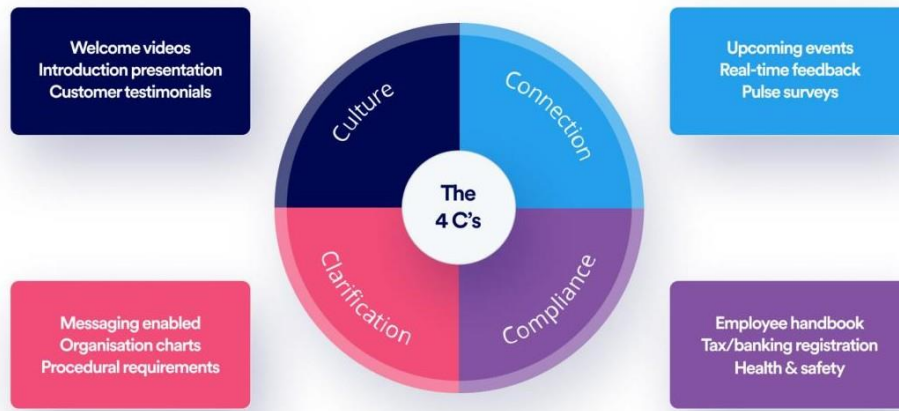 Welcome videos
Introduction presentation
Customer testimonials
Culture
Connection
Upcoming events
Real-time feedback
Pulse surveys
The
4 C's
Messaging enabled
Organisation charts
Procedural requirements
Clarification
Compliance
Employee handbook
Tax/banking registration
Health & safety